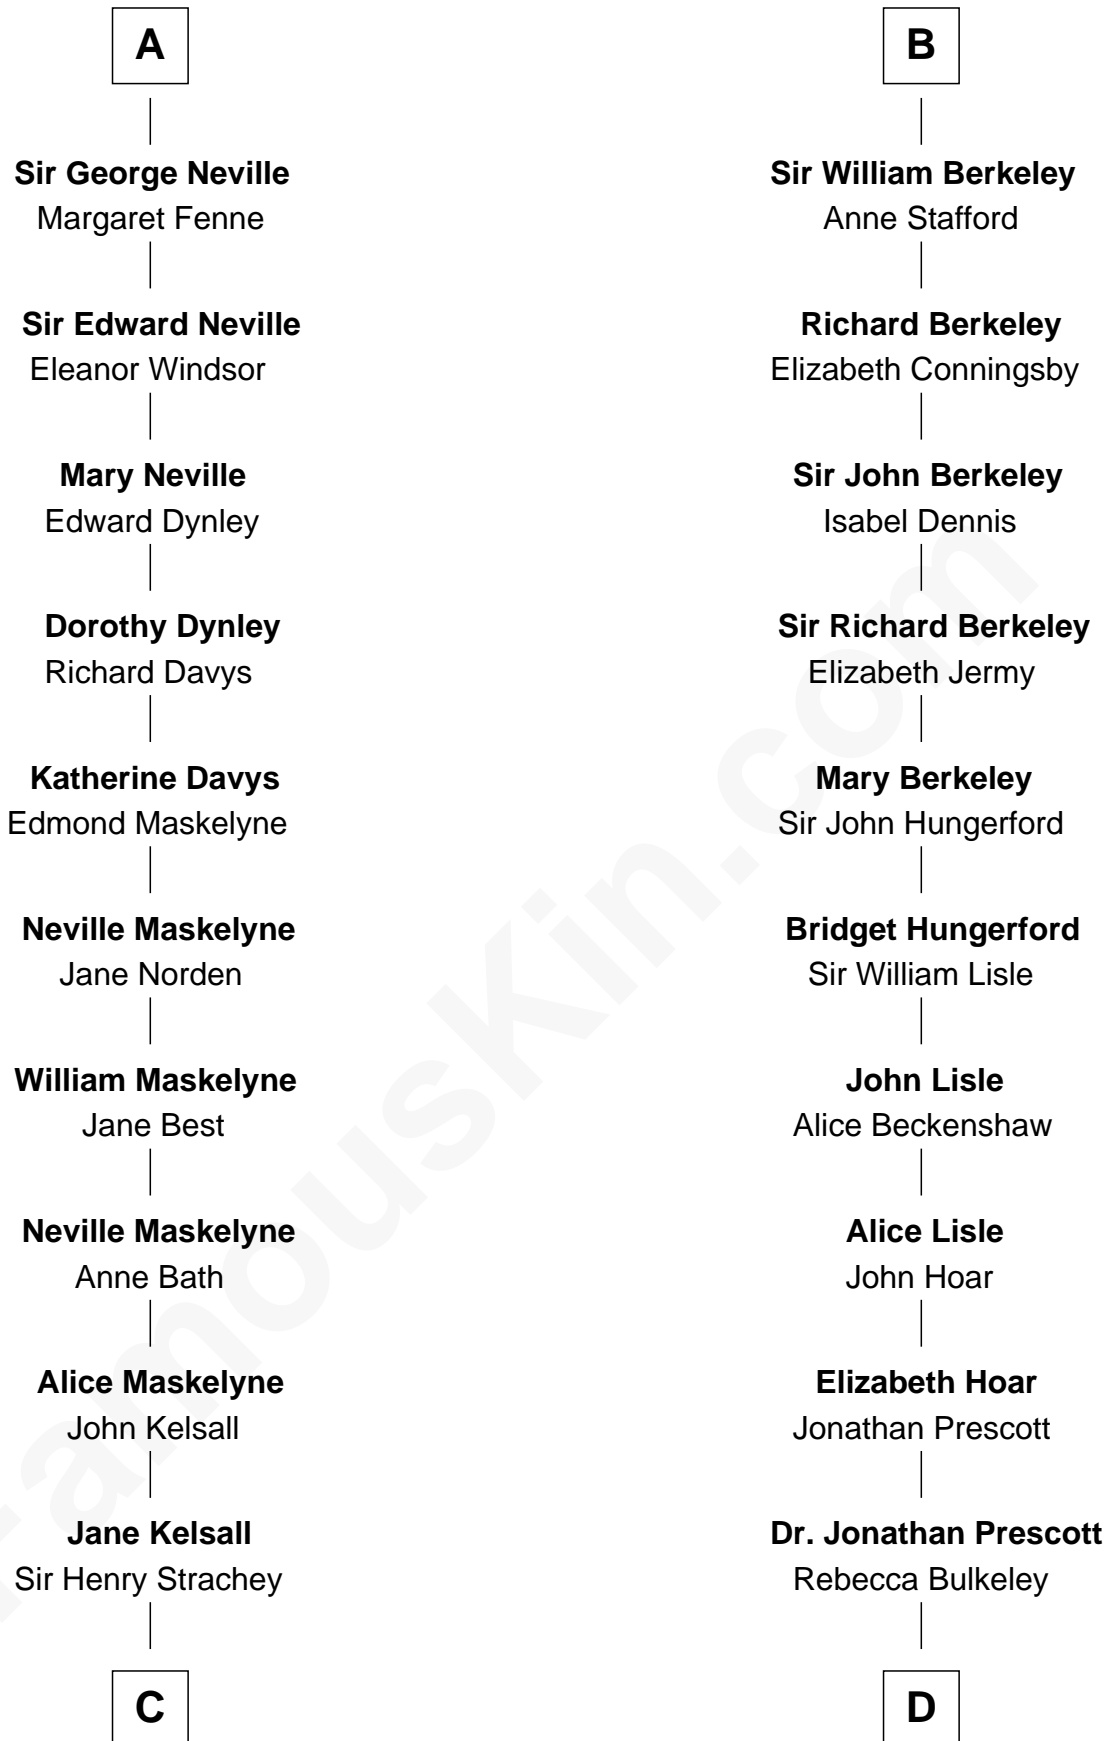 A
Sir George Neville
Margaret Fenne
Sir Edward Neville
Eleanor Windsor
Mary Neville
Edward Dynley
Dorothy Dynley
Richard Davys
Katherine Davys
Edmond Maskelyne
Neville Maskelyne
Jane Norden
William Maskelyne
Jane Best
Neville Maskelyne
Anne Bath
Alice Maskelyne
John Kelsall
Jane Kelsall
Sir Henry Strachey
C
B
Sir William Berkeley
Anne Stafford
Richard Berkeley
Elizabeth Conningsby
Sir John Berkeley
Isabel Dennis
Sir Richard Berkeley
Elizabeth Jermy
Mary Berkeley
Sir John Hungerford
Bridget Hungerford
Sir William Lisle
John Lisle
Alice Beckenshaw
Alice Lisle
John Hoar
Elizabeth Hoar
Jonathan Prescott
Dr. Jonathan Prescott
Rebecca Bulkeley
D
FamousKin.com